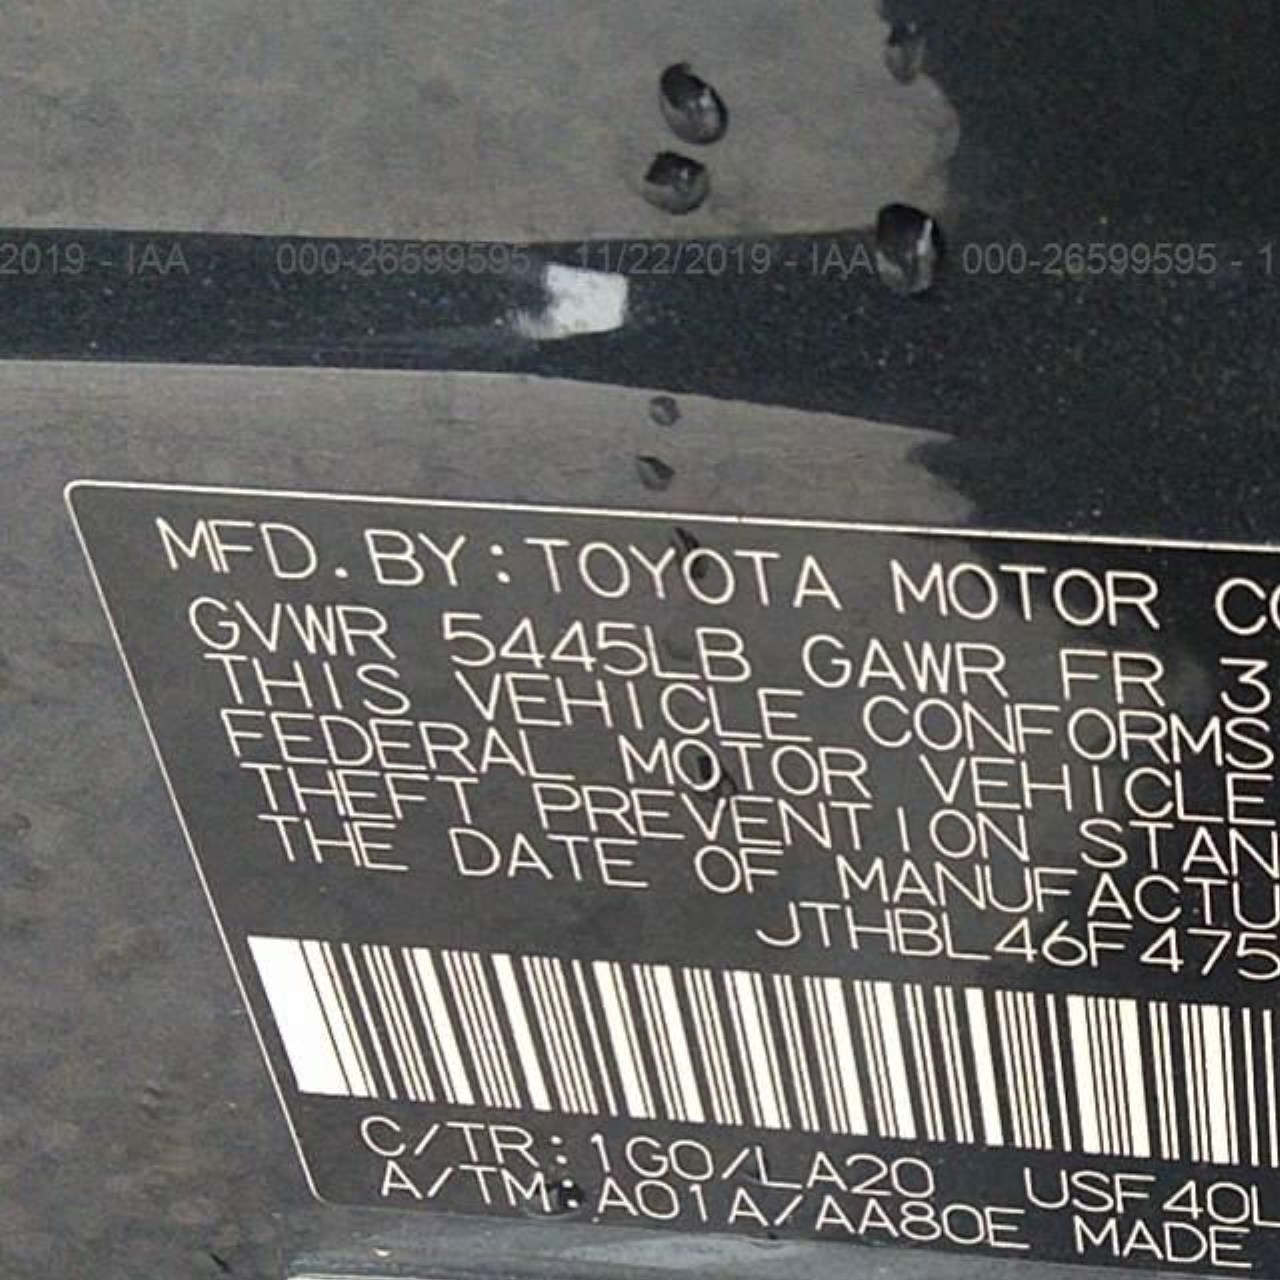 2019 - IAA 000-26599595 - 11/22/2019 - IAA 000-26599595 - 1
MFD. BY: TOYOTA MOTOR CO
GVWR 5445LB GAWR FR 3
THIS VEHICLE CONFORMS
FEDERAL MOTOR VEHICLE
THEFT PREVENTION STAN
THE DATE OF MANUFACTU
JTHBL46F475
C/TR: 1G0/LA20 USF40L
A/TM: A01A/AA80E MADE